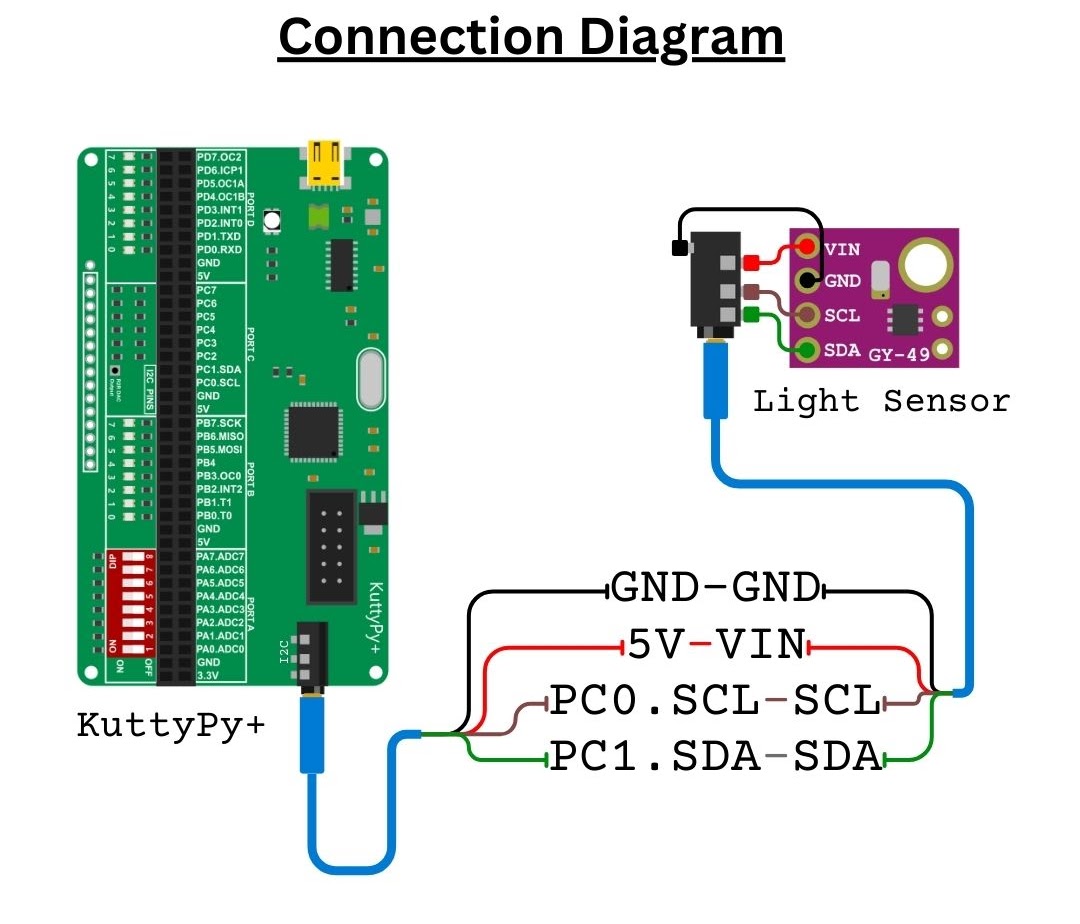 Connection Diagram
7
6
5
4
3
2
1
0
PD7.OC2
PD6.ICP1
PD5.OC1A
PD4.OC1B
PD3.INT1
PD2.INT0
PD1.TXD
PD0.RXD
GND
5V
PORT D
PC7
PC6
PC5
PC4
PC3
PC2
PC1.SDA
PC0.SCL
GND
5V
PORT C
I2C PINS
R2R DAC
Output
7
6
5
4
3
2
1
0
PB7.SCK
PB6.MISO
PB5.MOSI
PB4
PB3.OC0
PB2.INT2
PB1.T1
PB0.T0
GND
5V
PORT B
DIP
ON
8
7
6
5
4
3
2
1
ON
OFF
PA7.ADC7
PA6.ADC6
PA5.ADC5
PA4.ADC4
PA3.ADC3
PA2.ADC2
PA1.ADC1
PA0.ADC0
GND
3.3V
PORT A
KuttyPy+
I2C
KuttyPy+
VIN
GND
SCL
SDA
GY-49
Light Sensor
GND-GND
5V-VIN
PC0.SCL-SCL
PC1.SDA-SDA